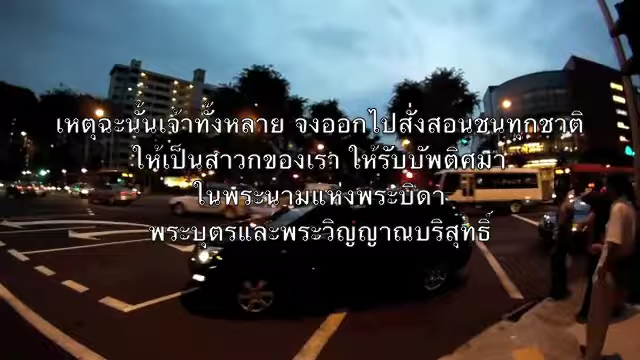 เหตุฉะนั้นเจ้าทั้งหลาย จงออกไปสั่งสอนชนทุกชาติ
ให้เป็นสาวกของเรา ให้รับบัพติศมา
ในพระนามแห่งพระบิดา
พระบุตรและพระวิญญาณบริสุทธิ์